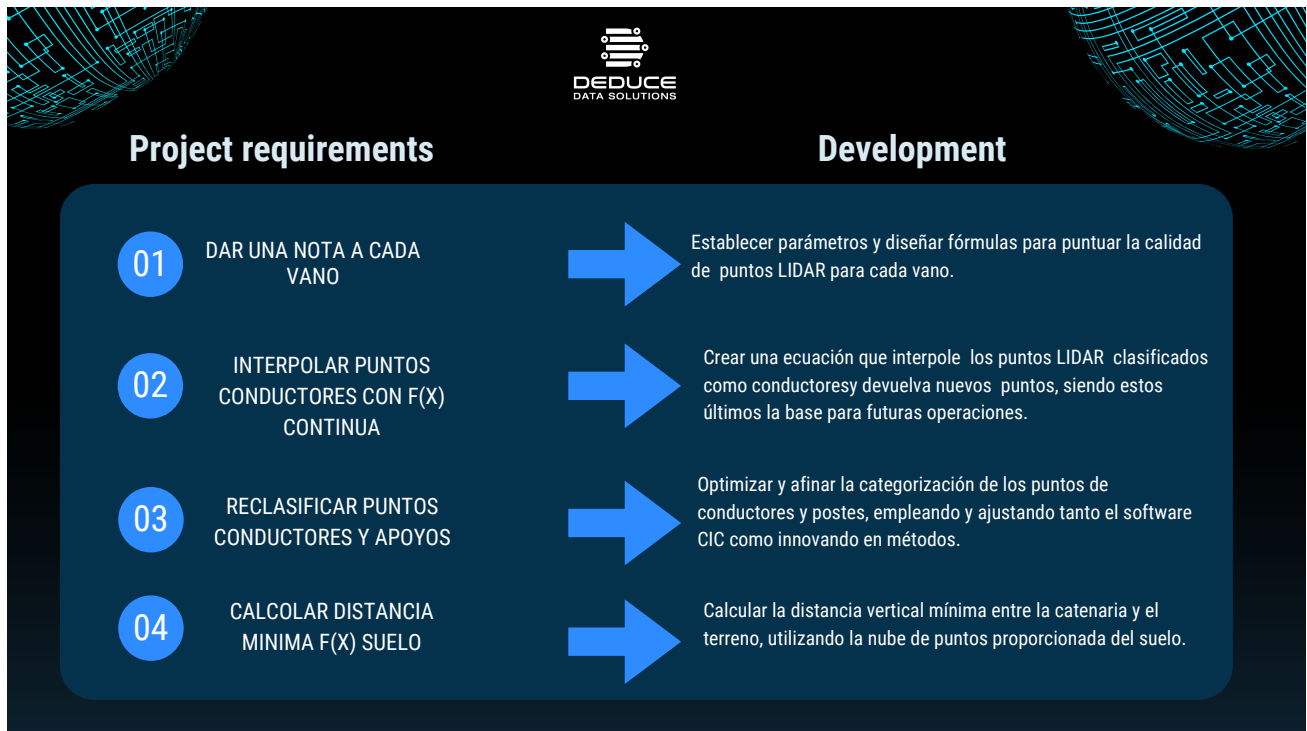 DEDUCE
DATA SOLUTIONS
Project requirements
Development
01
DAR UNA NOTA A CADA
VANO
Establecer parámetros y diseñar fórmulas para puntuar la calidad
de puntos LIDAR para cada vano.
02
INTERPOLAR PUNTOS
CONDUCTORES CON F(X)
CONTINUA
Crear una ecuación que interpole los puntos LIDAR clasificados
como conductoresy devuelva nuevos puntos, siendo estos
últimos la base para futuras operaciones.
03
RECLASIFICAR PUNTOS
CONDUCTORES Y APOYOS
Optimizar y afinar la categorización de los puntos de
conductores y postes, empleando y ajustando tanto el software
CIC como innovando en métodos.
04
CALCOLAR DISTANCIA
MINIMA F(X) SUELO
Calcular la distancia vertical mínima entre la catenaria y el
terreno, utilizando la nube de puntos proporcionada del suelo.